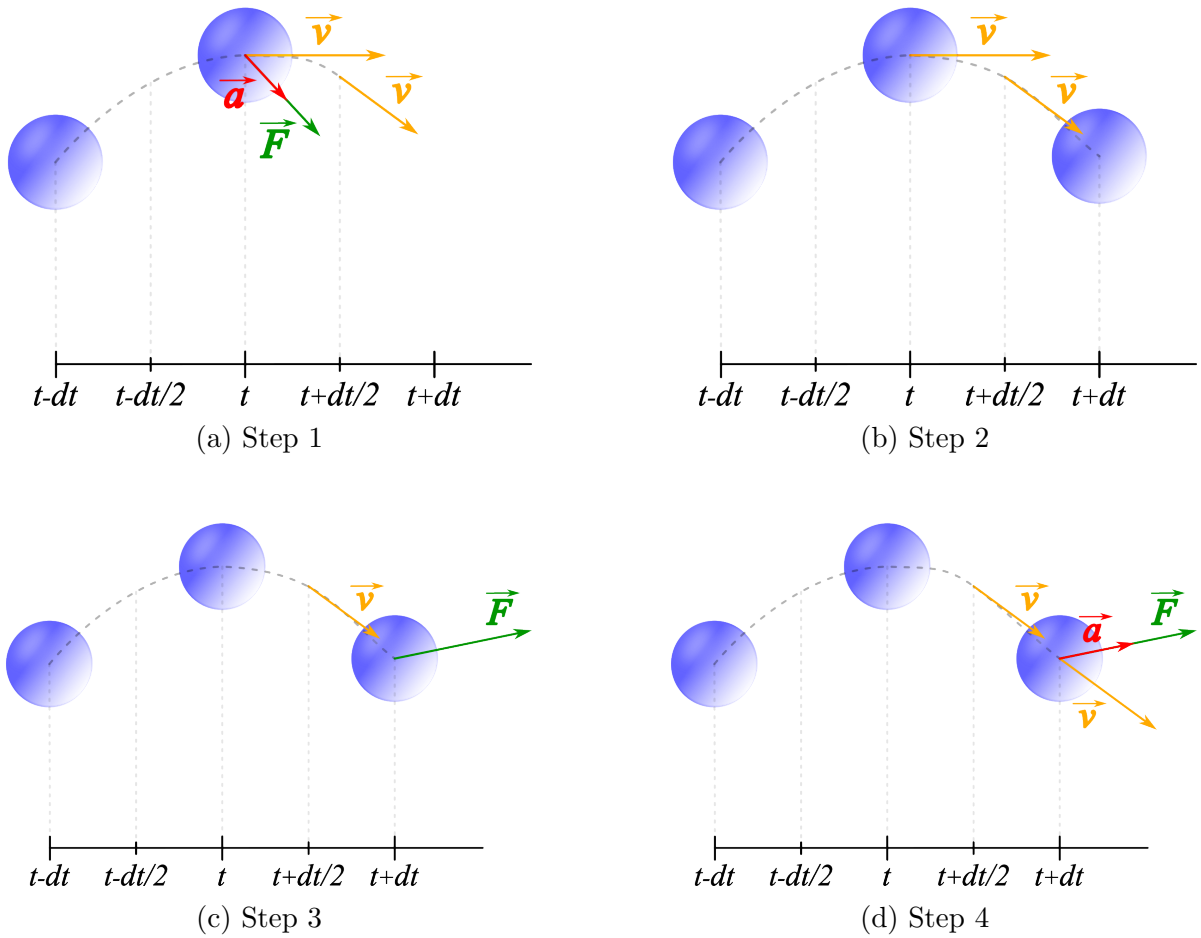 v
v
a
F
t-dt t-dt/2 t t+dt/2 t+dt
(a) Step 1
v
v
t-dt t-dt/2 t t+dt/2 t+dt
(b) Step 2
v
F
t-dt t-dt/2 t t+dt/2 t+dt
(c) Step 3
v
a
F
v
t-dt t-dt/2 t t+dt/2 t+dt
(d) Step 4